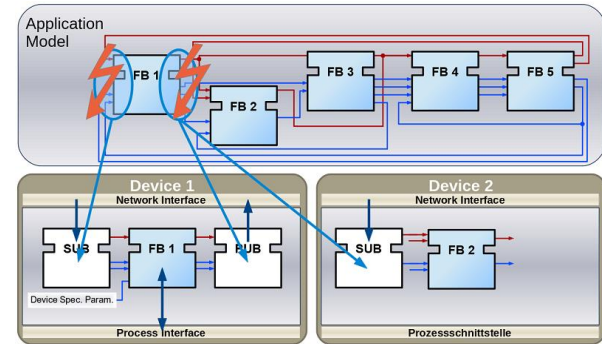 Application
Model
FB 1
FB 2
FB 3
FB 4
FB 5
Device 1
Network Interface
SUB
FB 1
PUB
Device Spec. Param.
Process Interface
Device 2
Network Interface
SUB
FB 2
Prozessschnittstelle